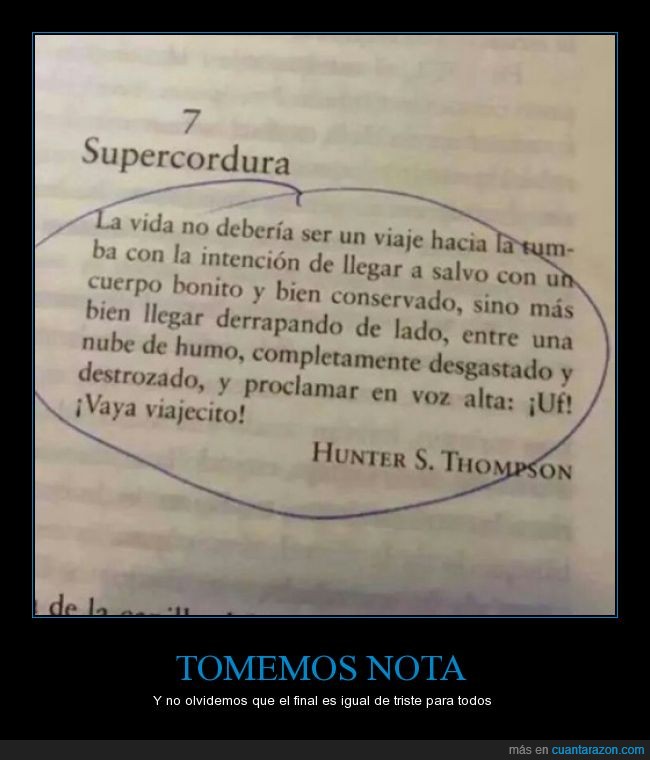 7
Supercordura
La vida no debería ser un viaje hacia la tum-
ba con la intención de llegar a salvo con un
cuerpo bonito y bien conservado, sino más
bien llegar derrapando de lado, entre una
nube de humo, completamente desgastado y
destrozado, y proclamar en voz alta: ¡Uf!
¡Vaya viajecito!
HUNTER S. THOMPSON
de la
TOMEMOS NOTA
Y no olvidemos que el final es igual de triste para todos
más en cuantarazon.com